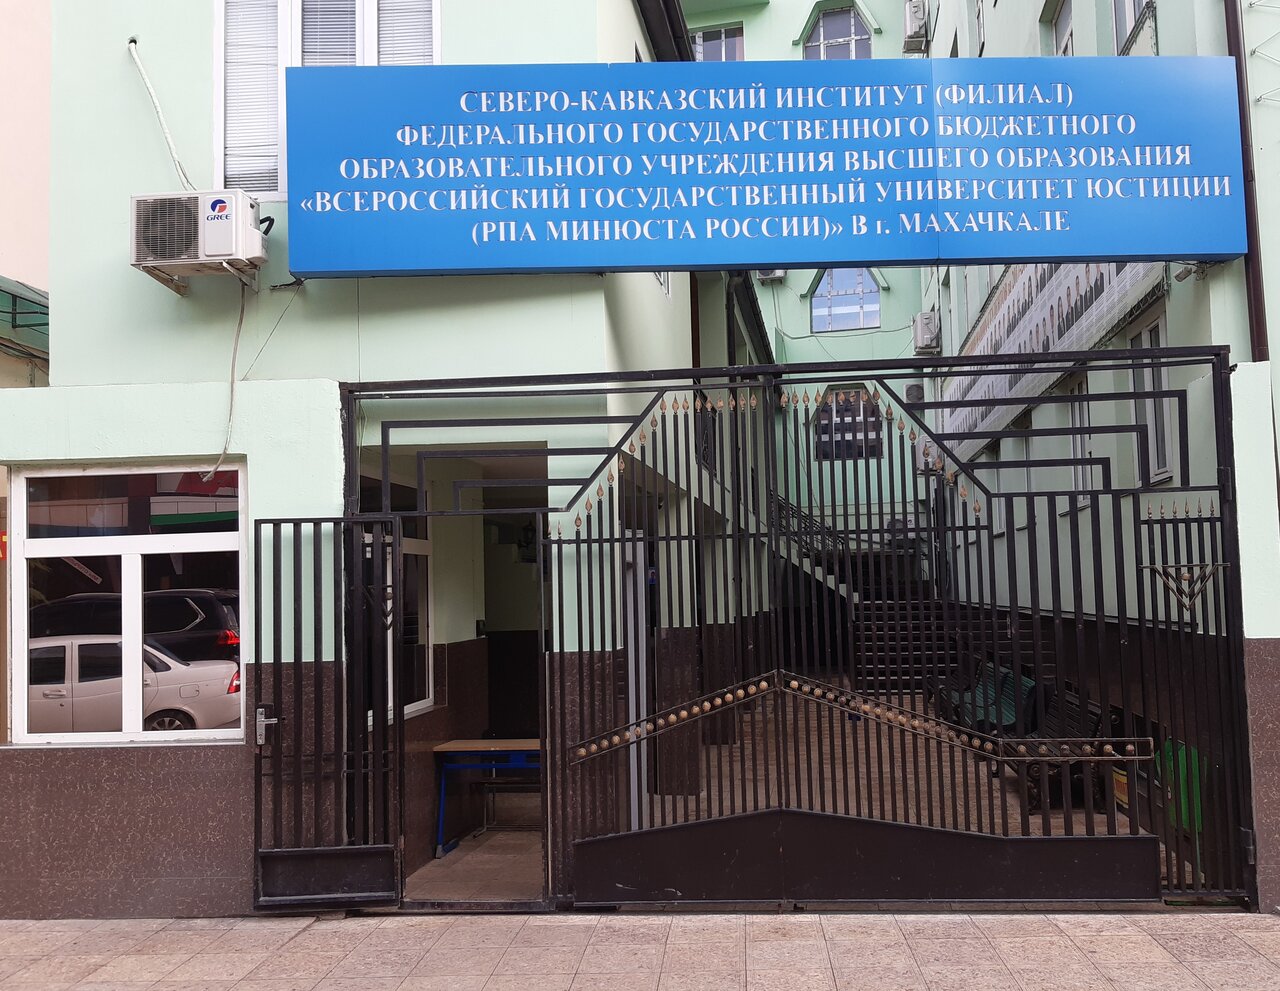 СЕВЕРО-КАВКАЗСКИЙ ИНСТИТУТ (ФИЛИАЛ)
ФЕДЕРАЛЬНОГО ГОСУДАРСТВЕННОГО БЮДЖЕТНОГО
ОБРАЗОВАТЕЛЬНОГО УЧРЕЖДЕНИЯ ВЫСШЕГО ОБРАЗОВАНИЯ
«ВСЕРОССИЙСКИЙ ГОСУДАРСТВЕННЫЙ УНИВЕРСИТЕТ ЮСТИЦИИ
(РПА МИНЮСТА РОССИИ)» В г. МАХАЧКАЛЕ
GREE